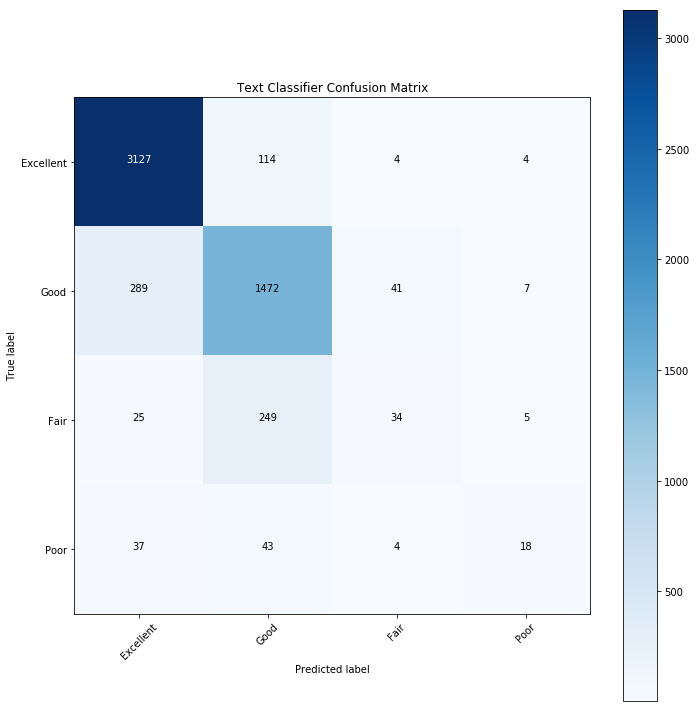 Text Classifier Confusion Matrix
Excellent 3127 114 4 4
Good 289 1472 41 7
Fair 25 249 34 5
Poor 37 43 4 18
Excellent Good Fair Poor
True label
Predicted label
3000
2500
2000
1500
1000
500